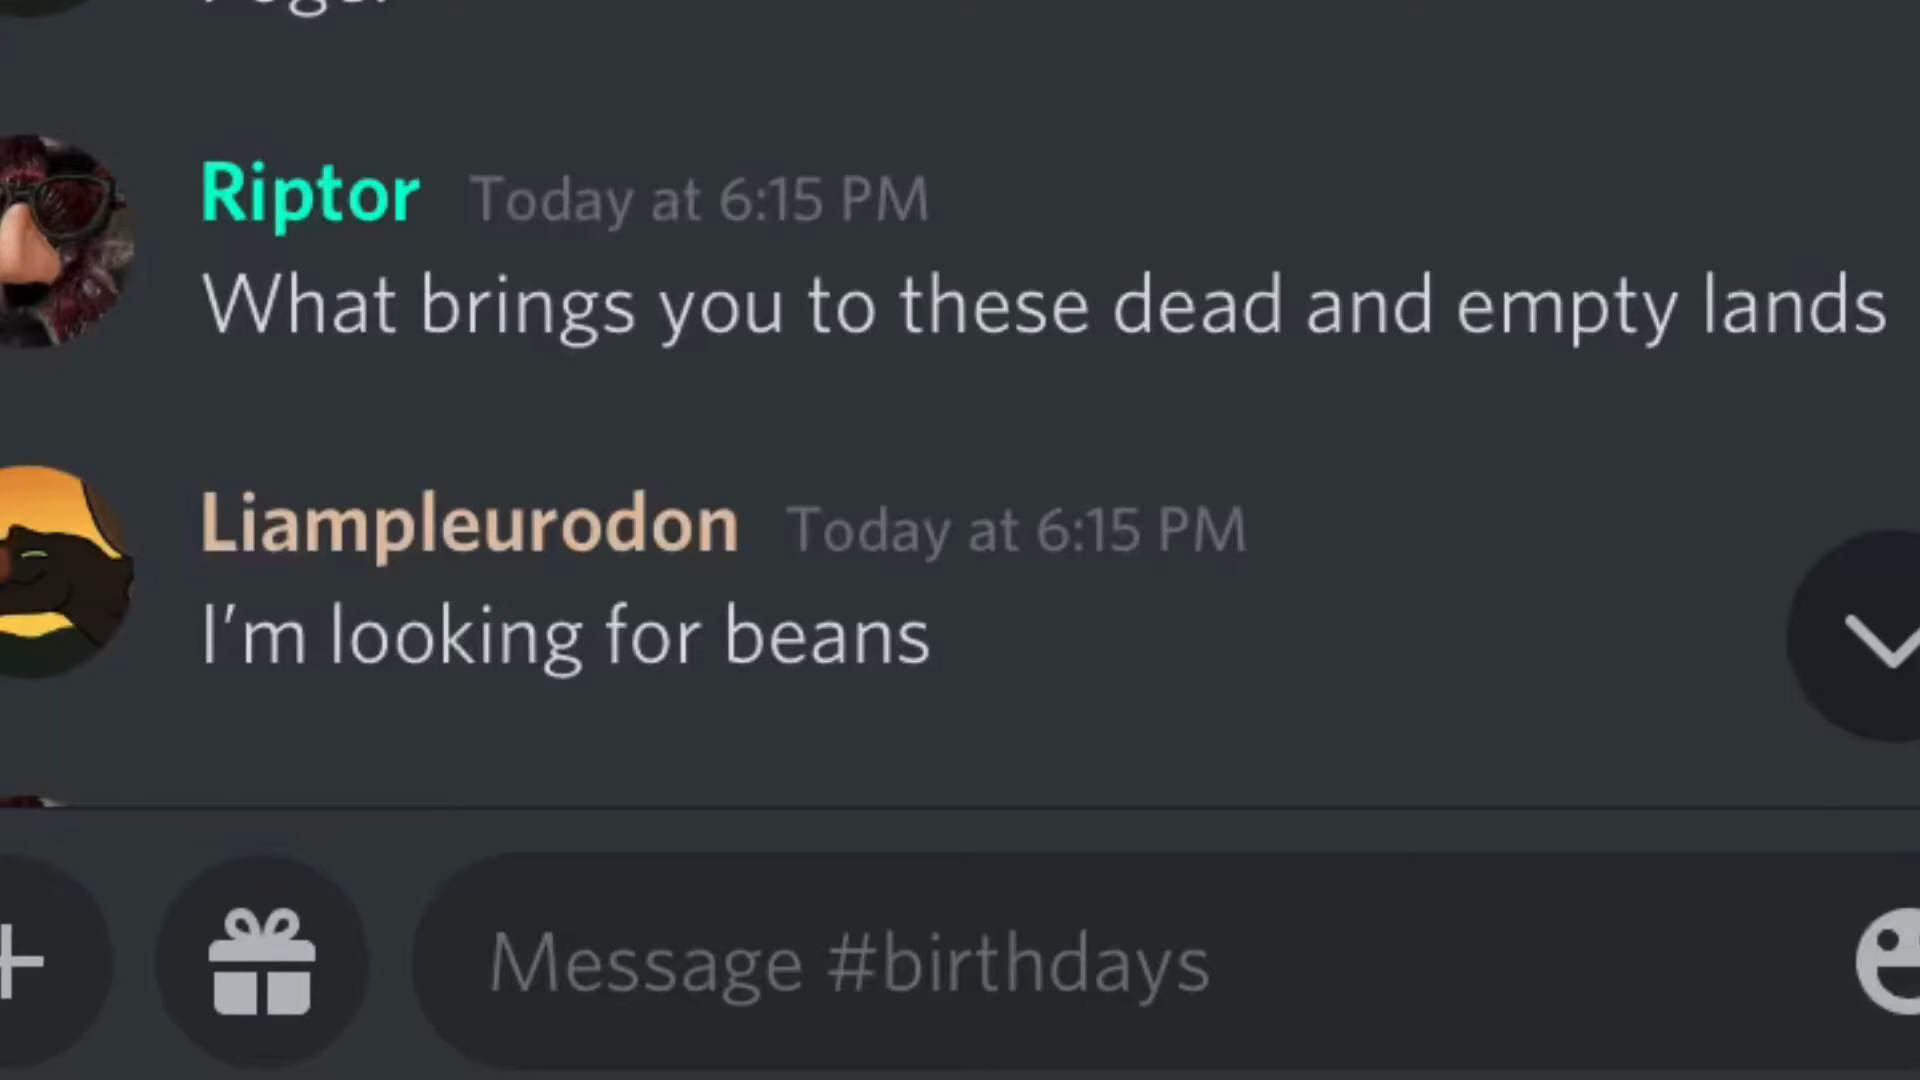 Riptor Today at 6:15 PM
What brings you to these dead and empty lands
Liampleurodon Today at 6:15 PM
I’m looking for beans
Message #birthdays